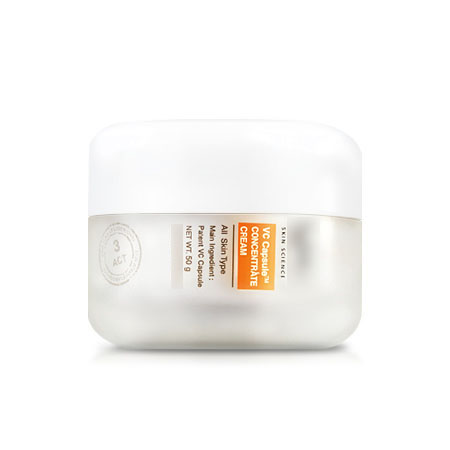 SKIN SCIENCE
VC Capsule™
CONCENTRATE
CREAM
All Skin Type
Main Ingredient :
Patent VC Capsule
NET WT. 50 g
3
ACT